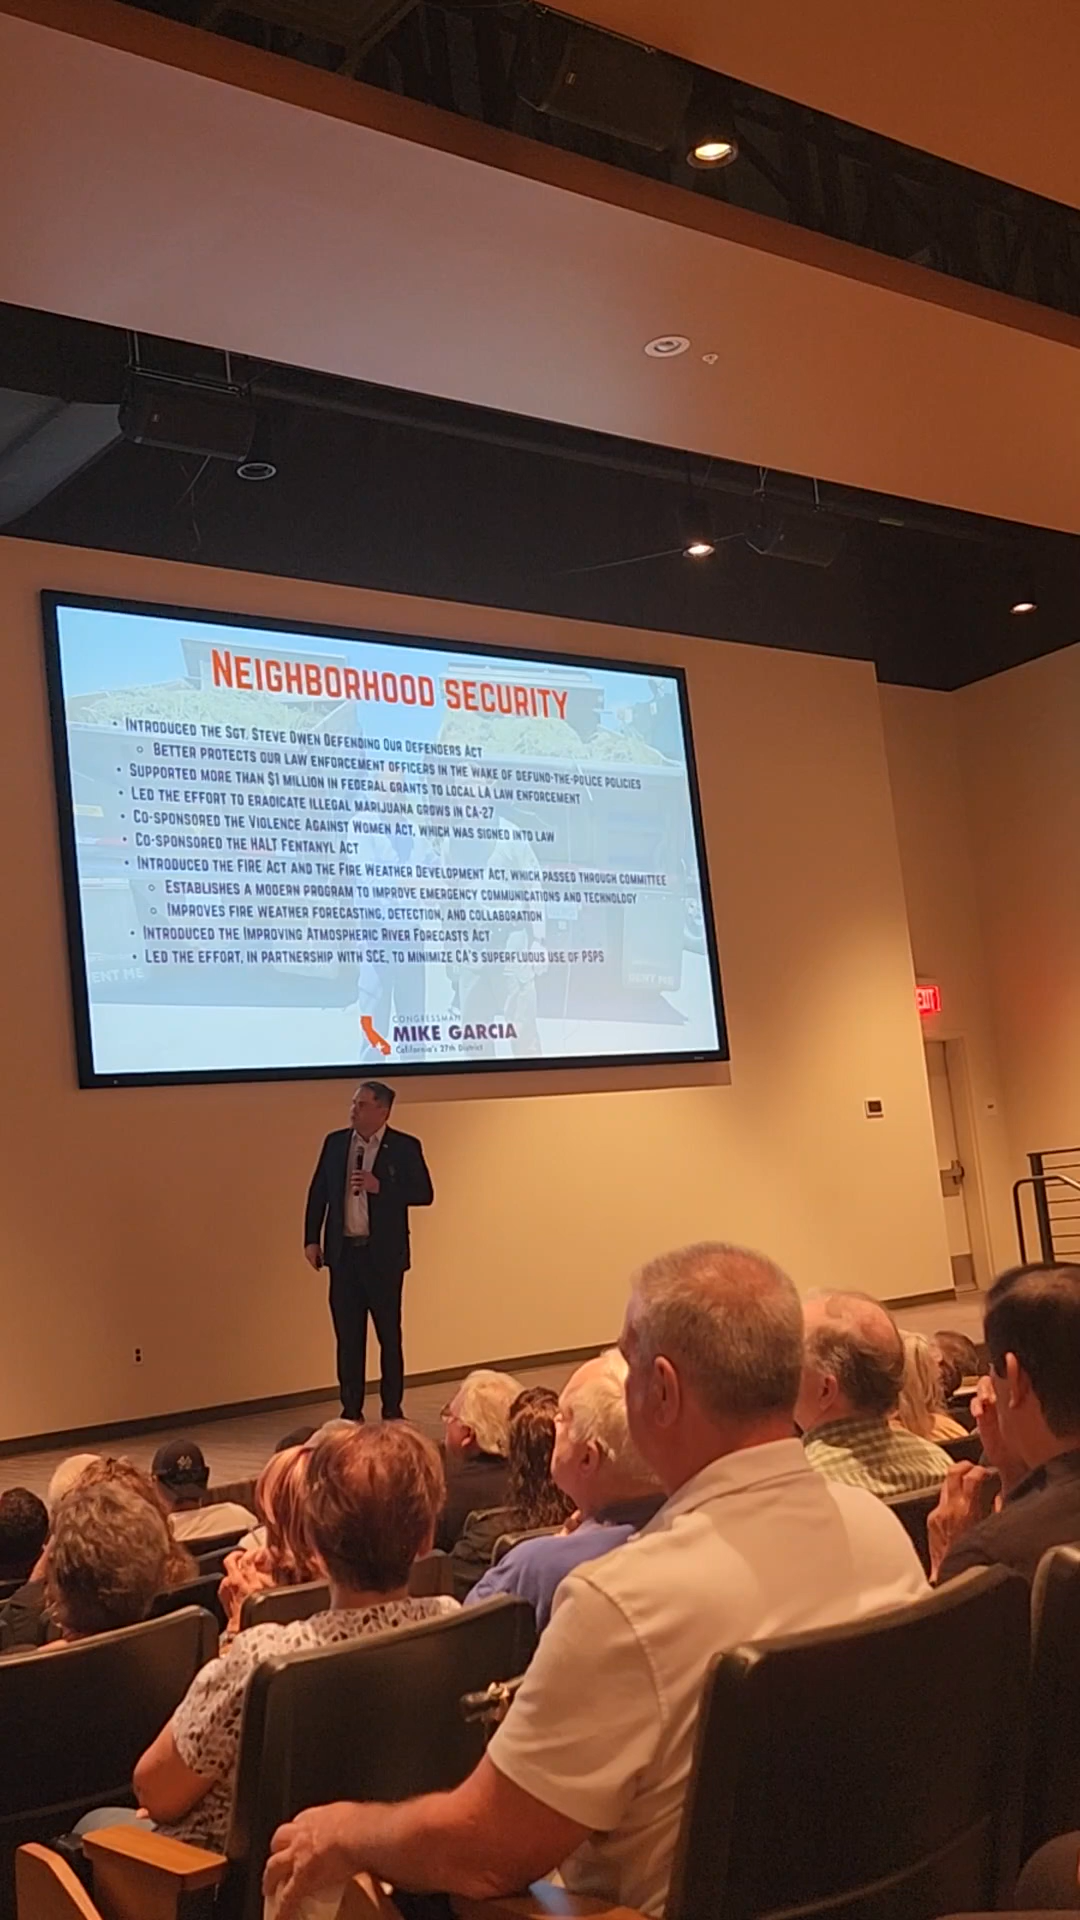 NEIGHBORHOOD SECURITY
• INTRODUCED THE SGT. STEVE OWEN DEFENDING OUR DEFENDERS ACT
○ BETTER PROTECTS OUR LAW ENFORCEMENT OFFICERS IN THE WAKE OF DEFUND-THE-POLICE POLICIES
• SUPPORTED MORE THAN $1 MILLION IN FEDERAL GRANTS TO LOCAL LA LAW ENFORCEMENT
• LED THE EFFORT TO ERADICATE ILLEGAL MARIJUANA GROWS IN CA-27
• CO-SPONSORED THE VIOLENCE AGAINST WOMEN ACT, WHICH WAS SIGNED INTO LAW
• CO-SPONSORED THE HALT FENTANYL ACT
• INTRODUCED THE FIRE ACT AND THE FIRE WEATHER DEVELOPMENT ACT, WHICH PASSED THROUGH COMMITTEE
○ ESTABLISHES A MODERN PROGRAM TO IMPROVE EMERGENCY COMMUNICATIONS AND TECHNOLOGY
○ IMPROVES FIRE WEATHER FORECASTING, DETECTION, AND COLLABORATION
• INTRODUCED THE IMPROVING ATMOSPHERIC RIVER FORECASTS ACT
• LED THE EFFORT, IN PARTNERSHIP WITH SCE, TO MINIMIZE CA'S SUPERFLUOUS USE OF PSPS
ENT ME
RENT ME
CONGRESSMAN
MIKE GARCIA
California's 27th District
EXIT